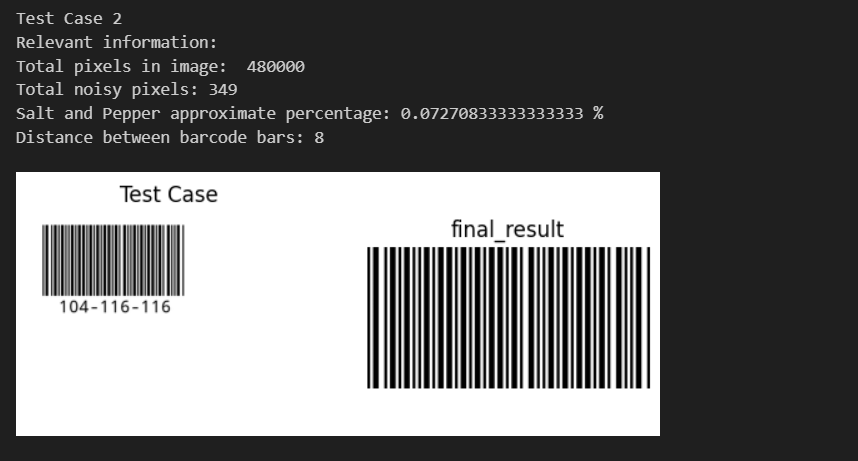 Test Case 2
Relevant information:
Total pixels in image:  480000
Total noisy pixels: 349
Salt and Pepper approximate percentage: 0.07270833333333333 %
Distance between barcode bars: 8
Test Case
final_result
104-116-116